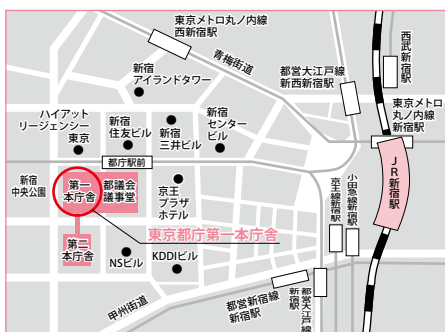 東京メトロ丸ノ内線
西新宿駅
青梅街道
新宿
アイランドタワー
都営大江戸線
新西新宿駅
西武新宿駅
東京メトロ
丸ノ内線
新宿駅
ハイアット
リージェンシー
東京
新宿
住友ビル
新宿
三井ビル
新宿
センター
ビル
都庁駅前
JR新宿駅
新宿
中央公園
第一
本庁舎
都議会
議事堂
京王
プラザ
ホテル
小田急線新宿駅
京王線新宿駅
東京都庁第一本庁舎
第二
本庁舎
NSビル
KDDIビル
甲州街道
都営新宿線
新宿駅
都営大江戸線
新宿駅